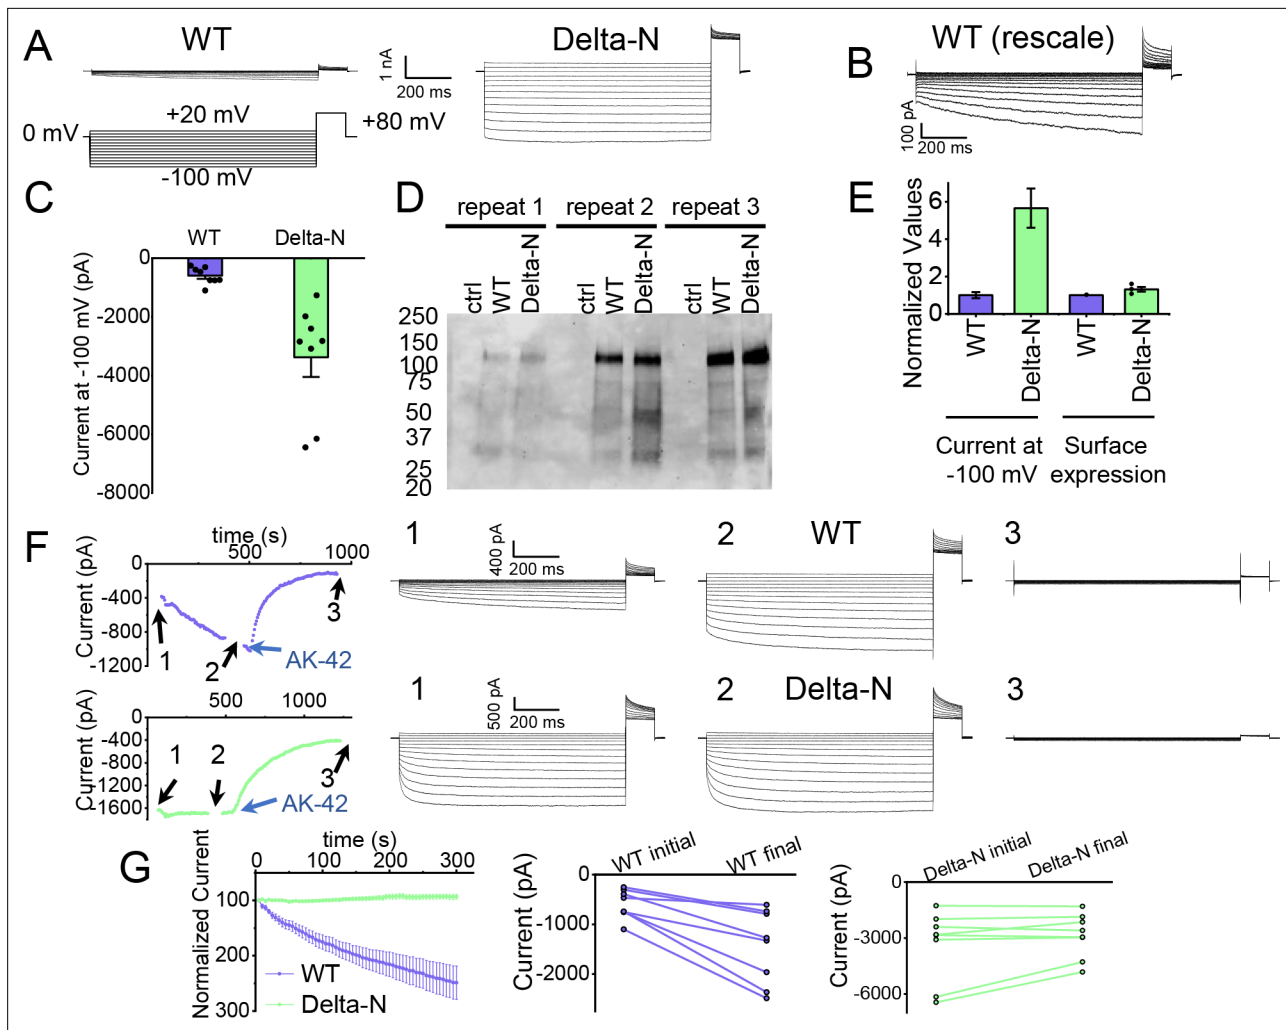 A
WT
1 nA
200 ms
Delta-N
+20 mV
0 mV
+80 mV
-100 mV
B
WT (rescale)
100 pA
200 ms
C
WT
Delta-N
Current at -100 mV (pA)
0
-2000
-4000
-6000
-8000
D
repeat 1
repeat 2
repeat 3
ctrl
WT
Delta-N
ctrl
WT
Delta-N
ctrl
WT
Delta-N
250
150
100
75
50
37
25
20
E
Normalized Values
6
4
2
0
WT
Delta-N
WT
Delta-N
Current at
-100 mV
Surface
expression
F
time (s)
500
1000
Current (pA)
0
-400
-800
-1200
1
2
3
AK-42
1
400 pA
200 ms
2
WT
3
500
1000
Current (pA)
-400
-800
1200
1600
1
2
3
AK-42
1
500 pA
200 ms
2
Delta-N
3
G
time (s)
0
100
200
300
Normalized Current
100
200
300
WT
Delta-N
WT initial
WT final
Current (pA)
0
-1000
-2000
Delta-N initial
Delta-N final
Current (pA)
0
-3000
-6000